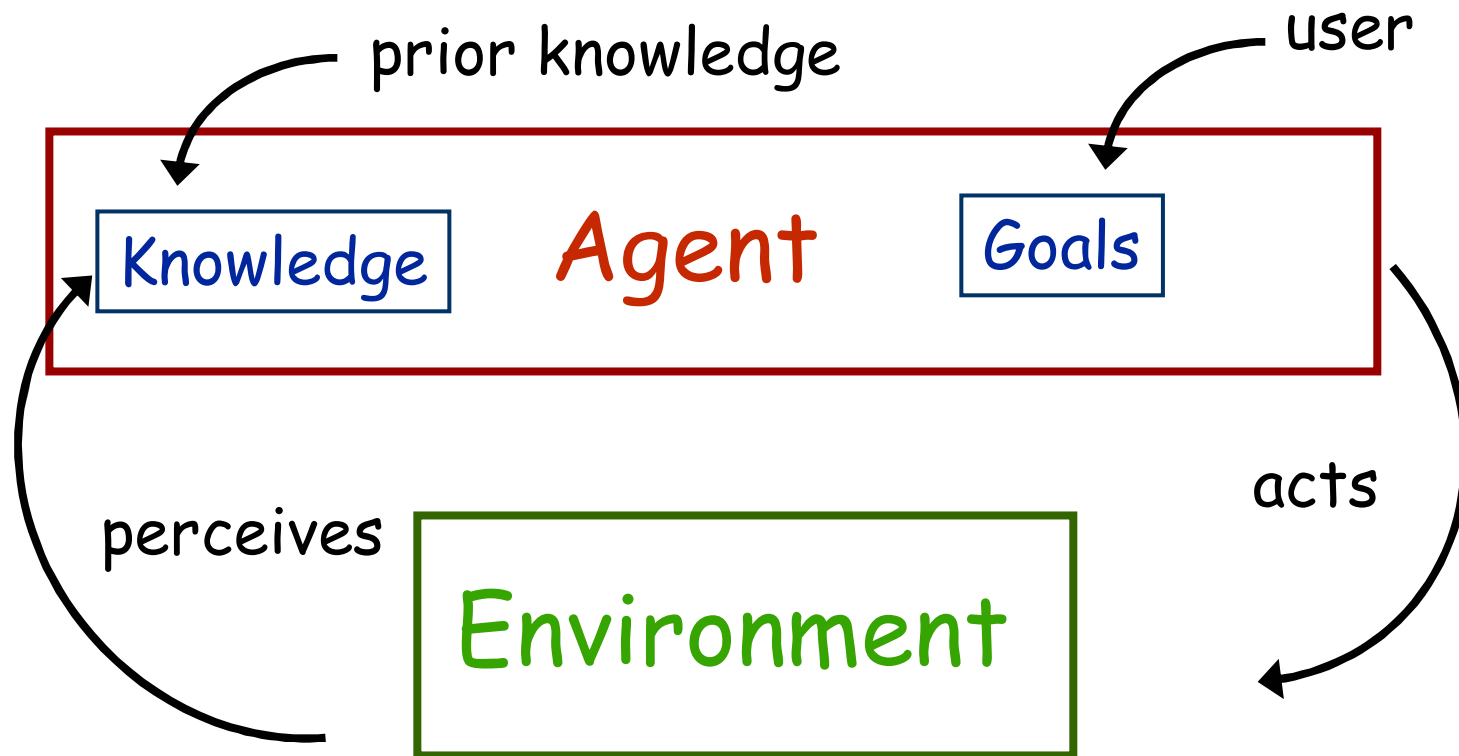 prior knowledge
user
Knowledge
Agent
Goals
perceives
acts
Environment